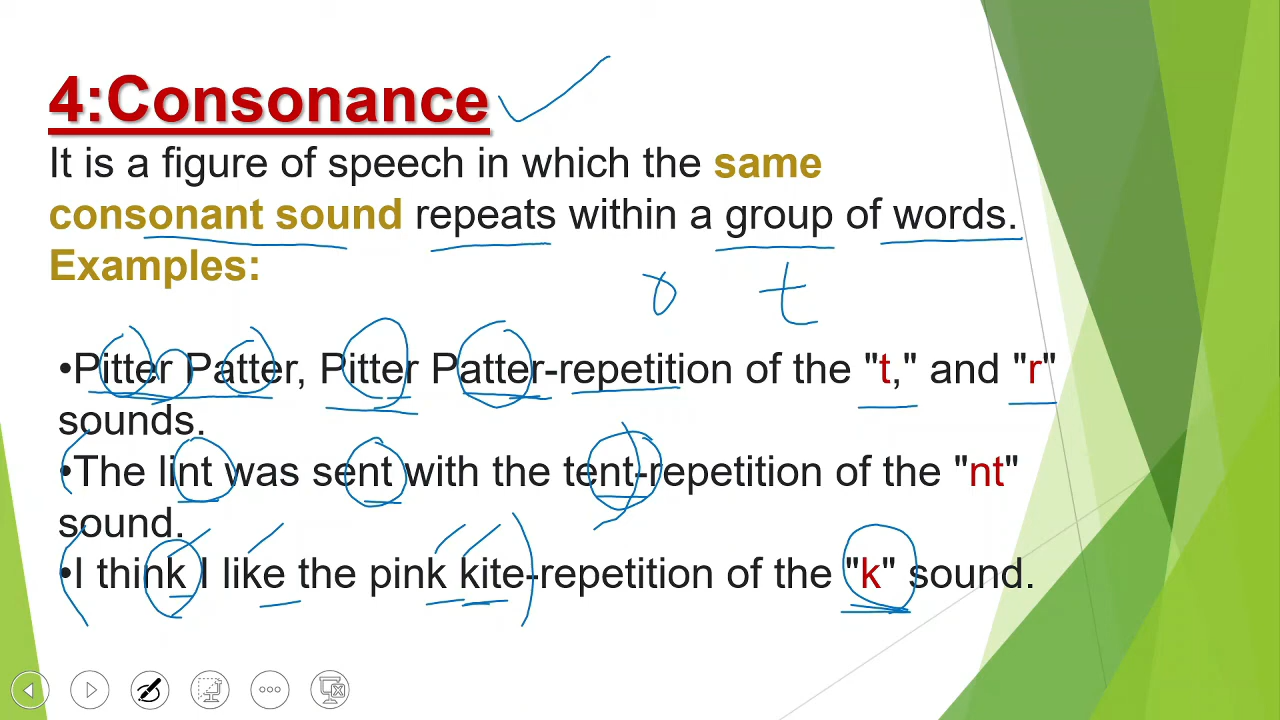 4:Consonance
It is a figure of speech in which the same
consonant sound repeats within a group of words.
Examples:
r t
•Pitter Patter, Pitter Patter-repetition of the "t," and "r"
sounds.
•The lint was sent with the tent-repetition of the "nt"
sound.
•I think I like the pink kite-repetition of the "k" sound.